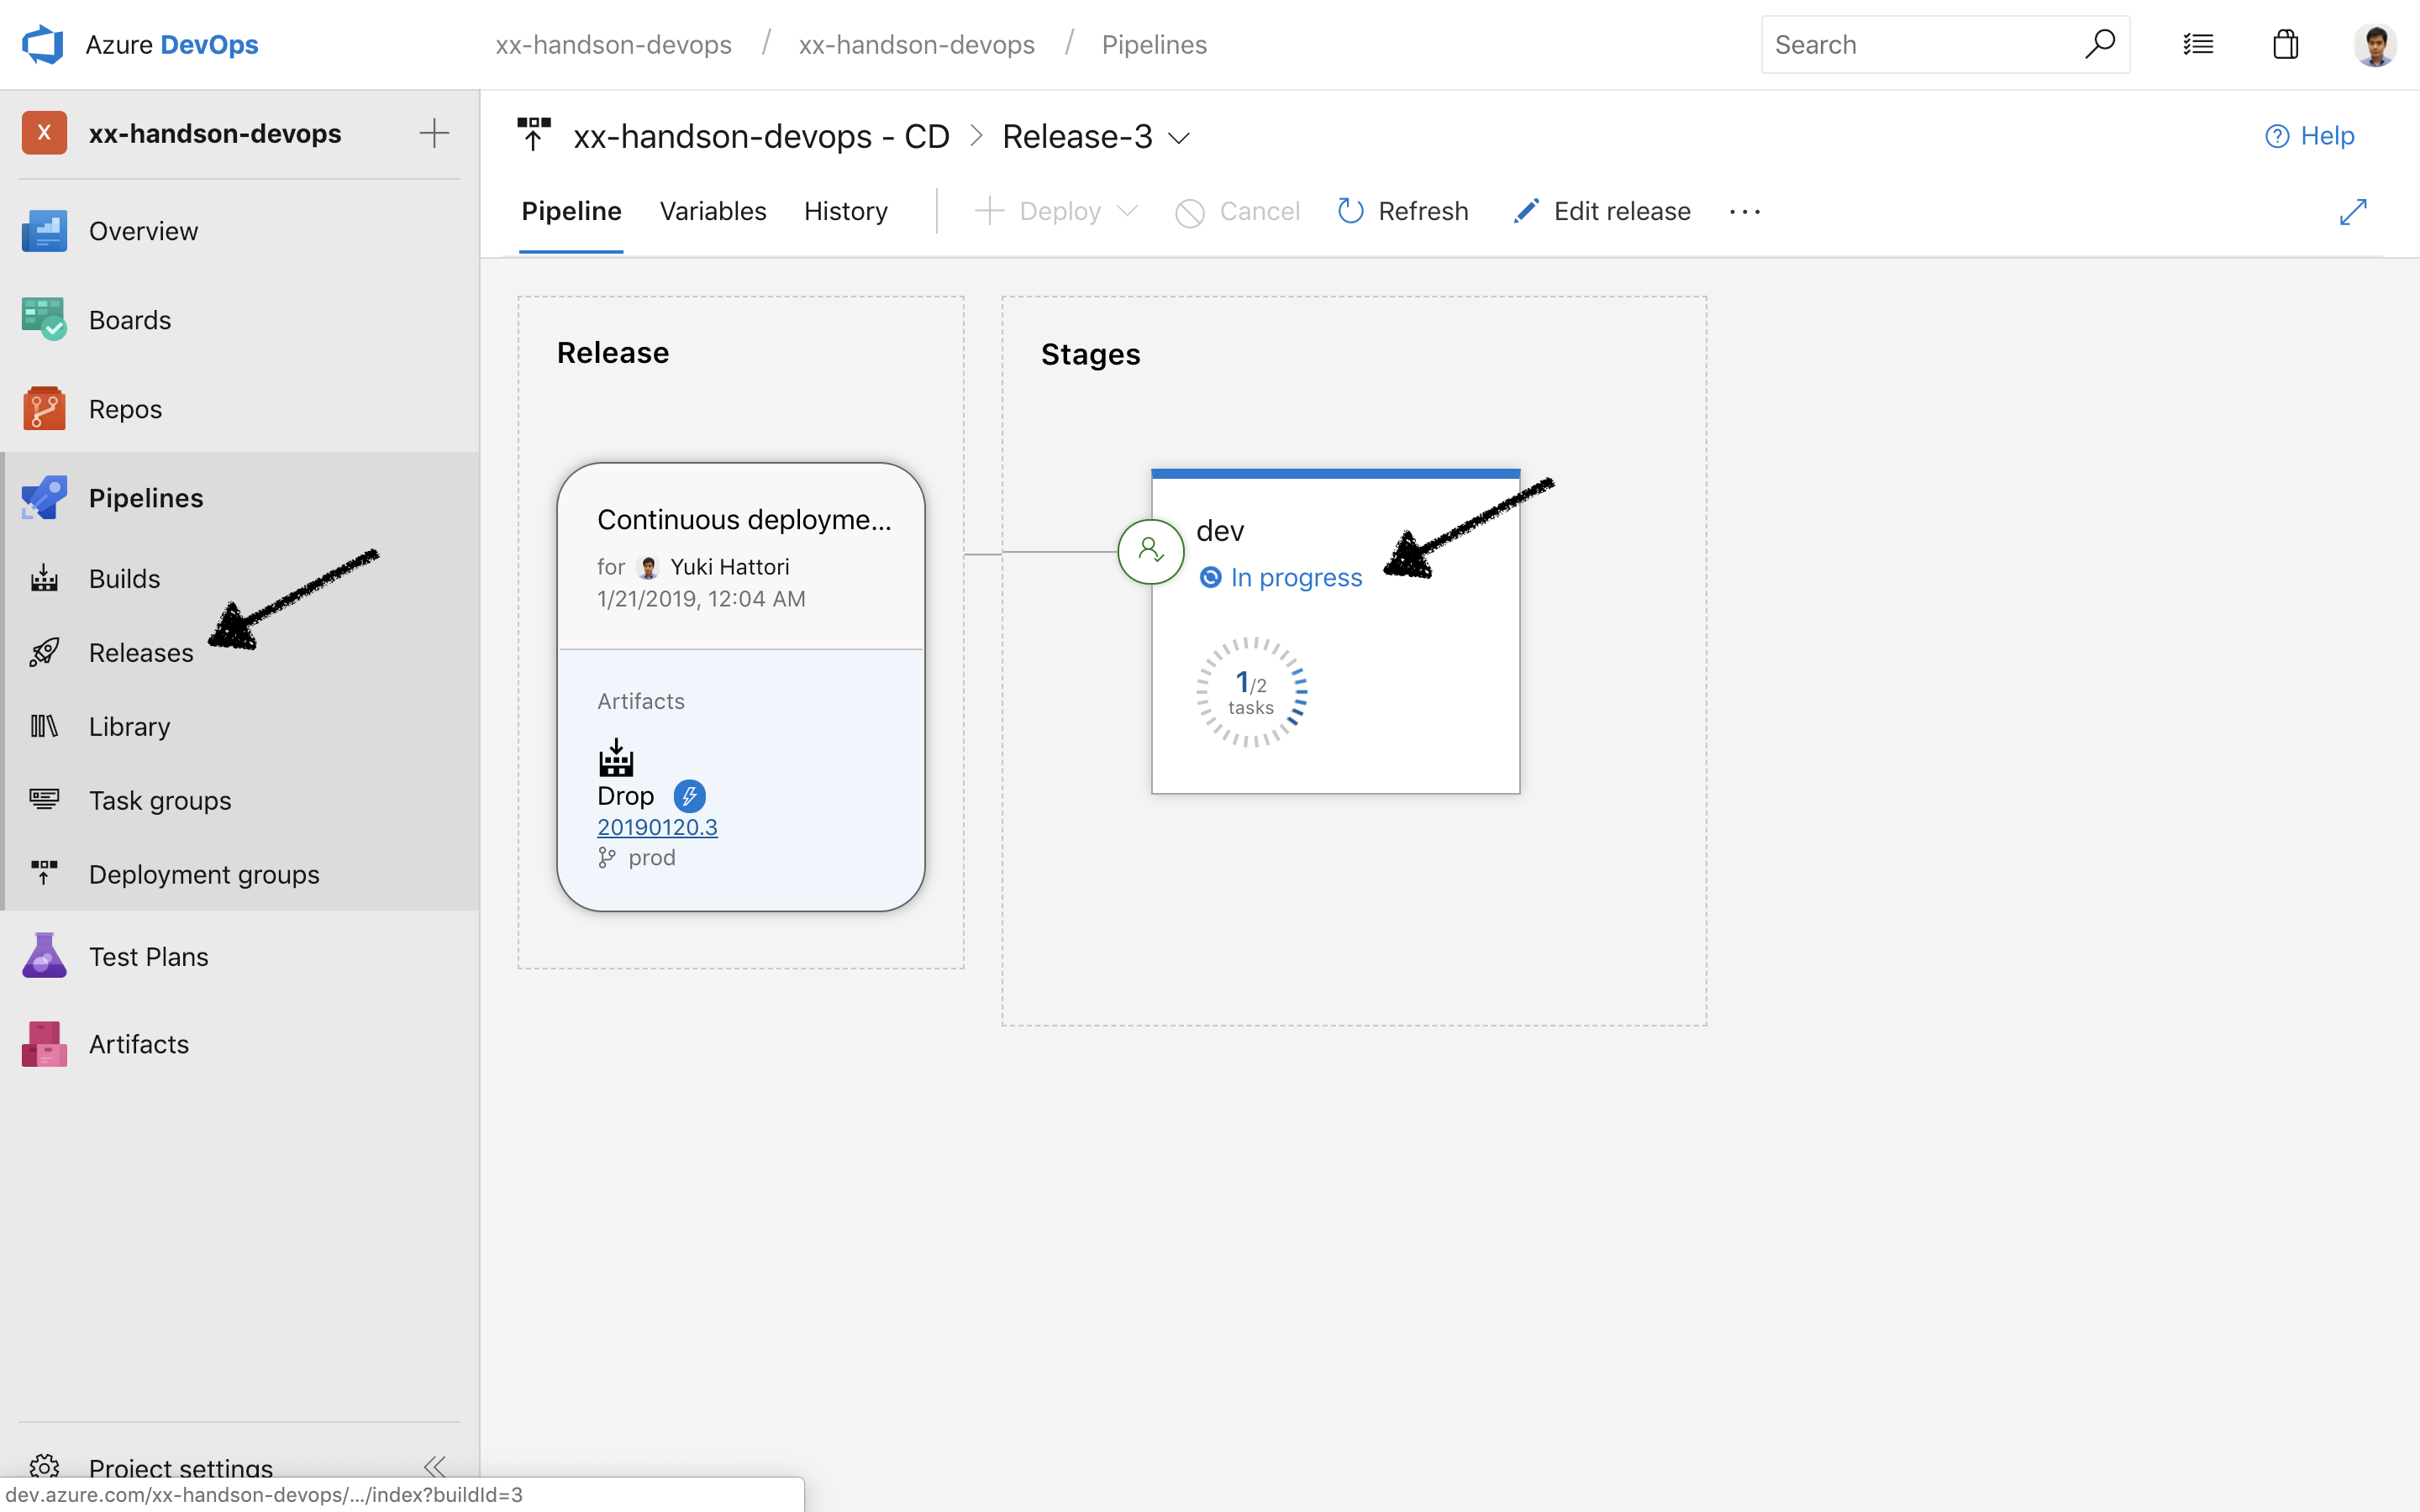 Azure DevOps
xx-handson-devops / xx-handson-devops / Pipelines
Search
X
xx-handson-devops
Overview
Boards
Repos
Pipelines
Builds
Releases
Library
Task groups
Deployment groups
Test Plans
Artifacts
Project settings
dev.azure.com/xx-handson-devops/.../index?buildId=3
xx-handson-devops - CD > Release-3
Help
Pipeline Variables History Deploy Cancel Refresh Edit release ...
Release
Continuous deployme...
for Yuki Hattori
1/21/2019, 12:04 AM
Artifacts
Drop
20190120.3
prod
Stages
dev
In progress
1/2
tasks